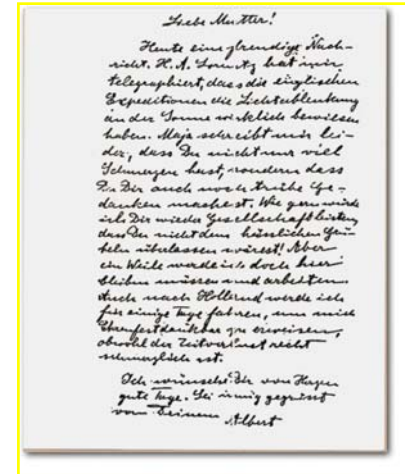 Liebe Mutter!
Heute eine freudige Nach-
richt. H. A. Lorentz hat mir
telegraphiert, dass die englischen
Expeditionen die Lichtablenkung
an der Sonne wirklich bewiesen
haben. Maja schreibt mir lei-
der, dass Du nicht nur viel
Schmerzen hast, sondern dass
Du Dir auch noch trübe Ge-
danken machst. Wie gern würde
ich Dir wieder Gesellschaft leisten,
dass Du nicht dem hässlichen Grü-
beln überlassen wärest! Aber
ein Weile werde ich doch hier
bleiben müssen und arbeiten.
Auch nach Holland werde ich
für einige Tage fahren, um mich
Ehrenfest dankbar zu erweisen,
obwohl der Zeitverlust recht
schmerzlich ist.
Ich wünsche Dir von Herzen
gute Tage. Sei innig gegrüsst
von Deinem
Albert